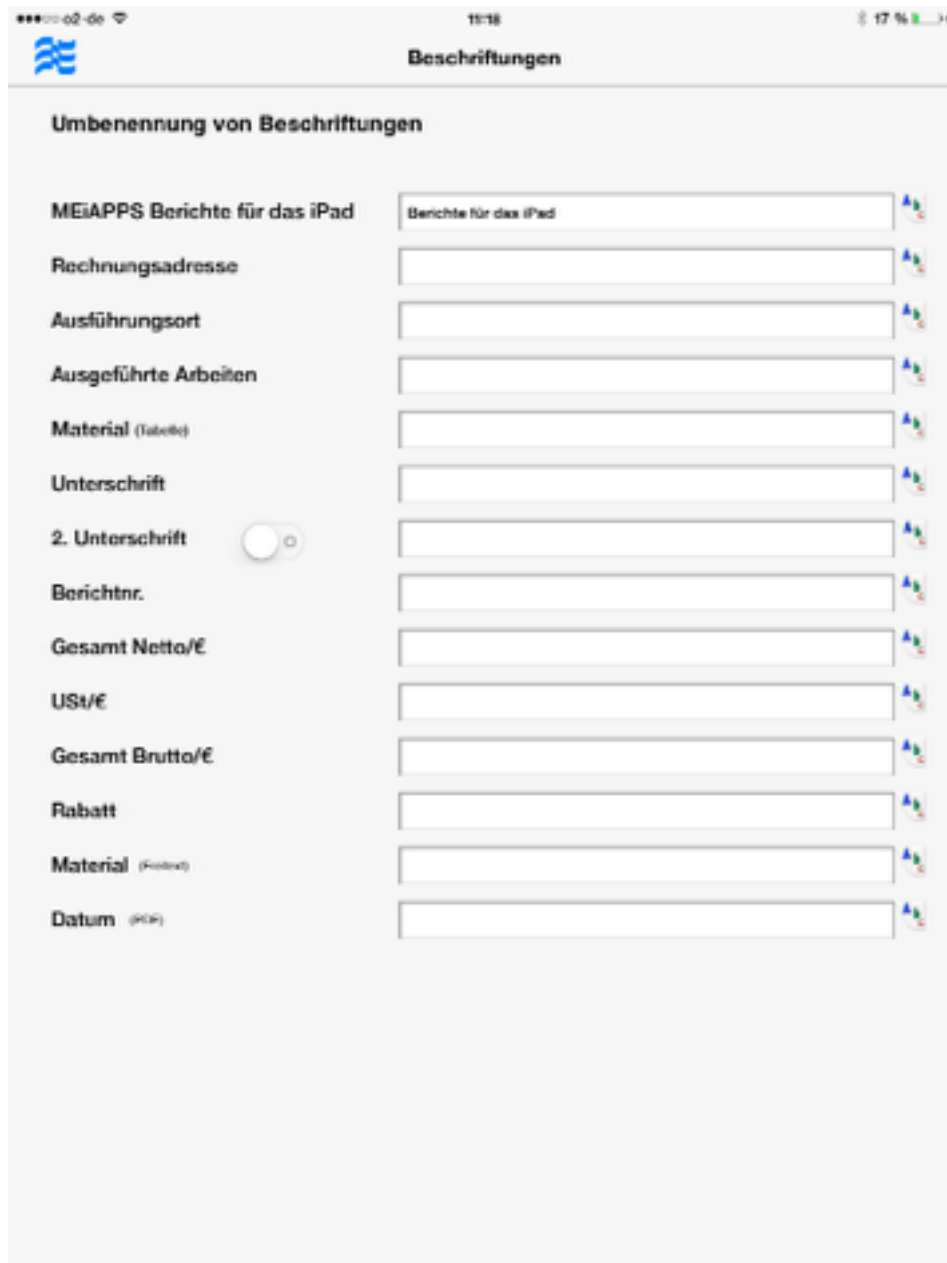 o2-de 11:18 17 %
Beschriftungen
Umbenennung von Beschriftungen
MEiAPPS Berichte für das iPad Berichte für das iPad
Rechnungsadresse
Ausführungsort
Ausgeführte Arbeiten
Material (Tabelle)
Unterschrift
2. Unterschrift
Berichtnr.
Gesamt Netto/€
USt/€
Gesamt Brutto/€
Rabatt
Material (Freitext)
Datum (PDF)